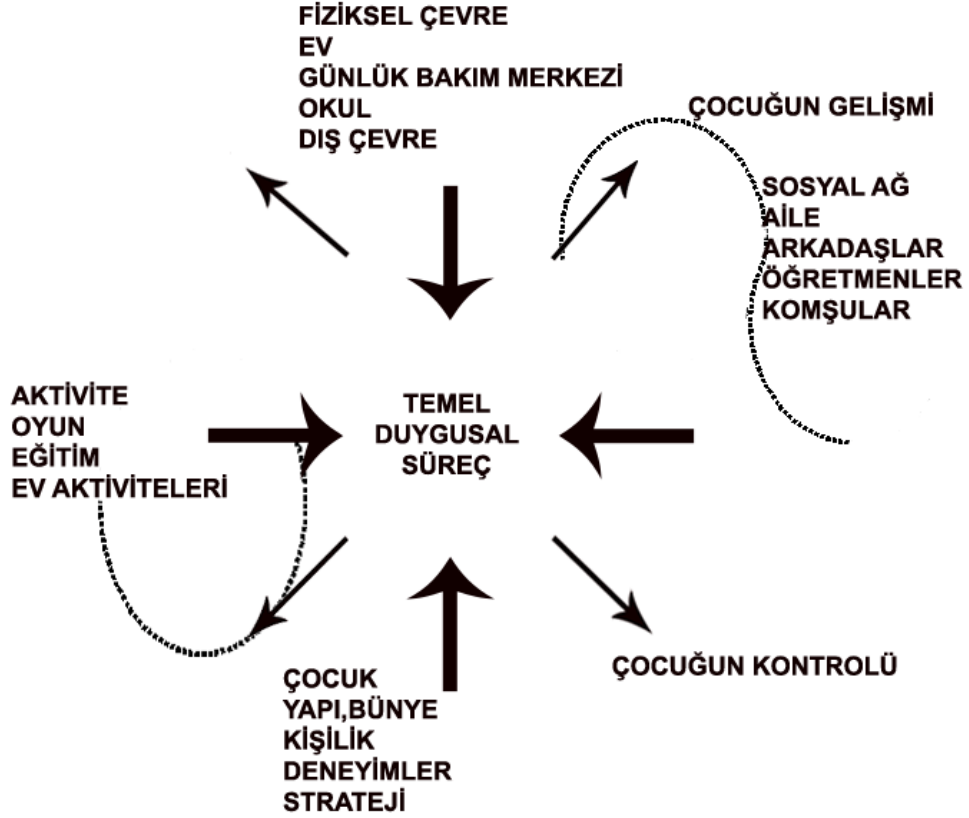 FİZİKSEL ÇEVRE
EV
GÜNLÜK BAKIM MERKEZİ
OKUL
DIŞ ÇEVRE
ÇOCUĞUN GELİŞMİ
SOSYAL AĞ
AİLE
ARKADAŞLAR
ÖĞRETMENLER
KOMŞULAR
AKTİVİTE
OYUN
EĞİTİM
EV AKTİVİTELERİ
TEMEL
DUYGUSAL
SÜREÇ
ÇOCUK
YAPI,BÜNYE
KİŞİLİK
DENEYİMLER
STRATEJİ
ÇOCUĞUN KONTROLÜ